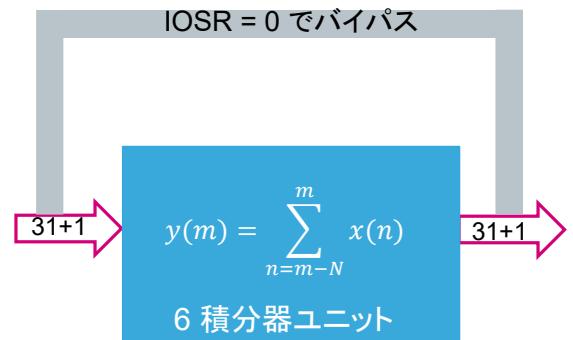 IOSR = 0 でバイパス
31+1
y(m) = \sum_{n=m-N}^{m} x(n)
31+1
6 積分器ユニット